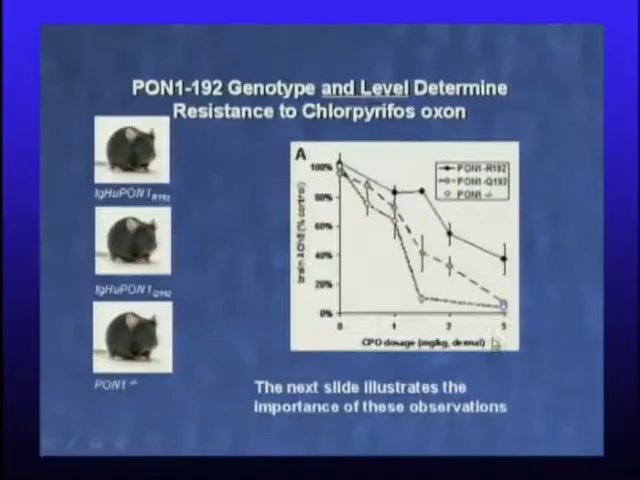 PON1-192 Genotype and Level Determine
Resistance to Chlorpyrifos oxon
tgHuPON1R192
tgHuPON1Q192
PON1 -/-
A
brain AChE (% control)
100%
80%
60%
40%
20%
0%
0
1
2
3
CPO dosage (mg/kg, dermal)
PON1-R192
PON1-Q192
PON1 -/-
The next slide illustrates the
importance of these observations